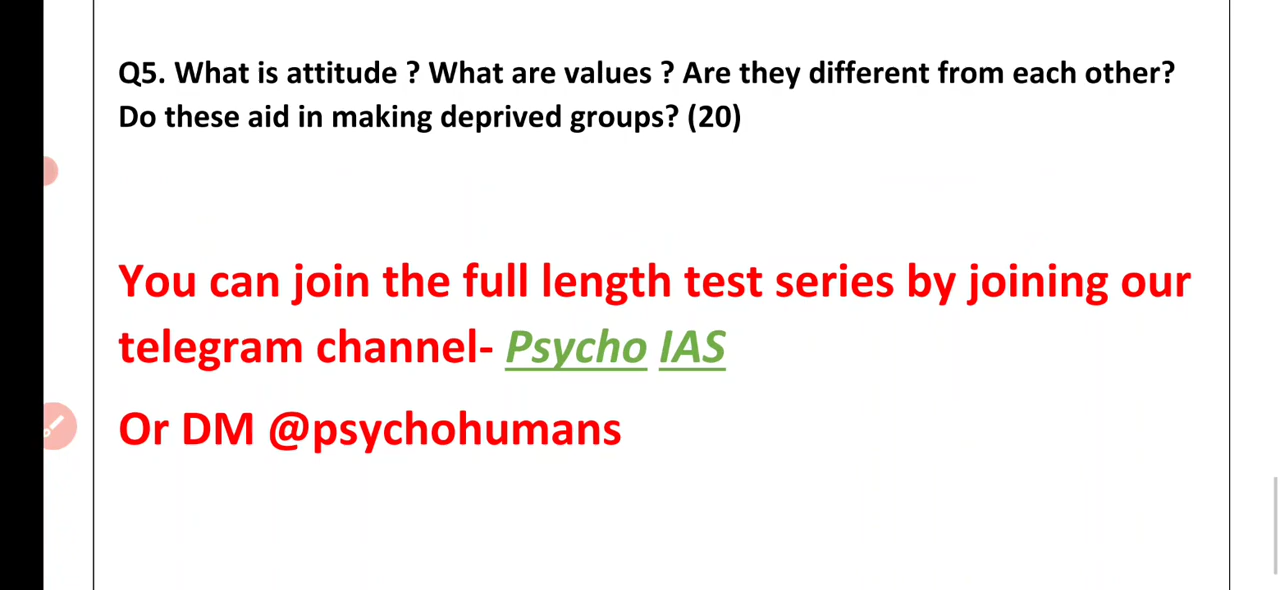 Q5. What is attitude ? What are values ? Are they different from each other?
Do these aid in making deprived groups? (20)
You can join the full length test series by joining our
telegram channel- Psycho IAS
Or DM @psychohumans